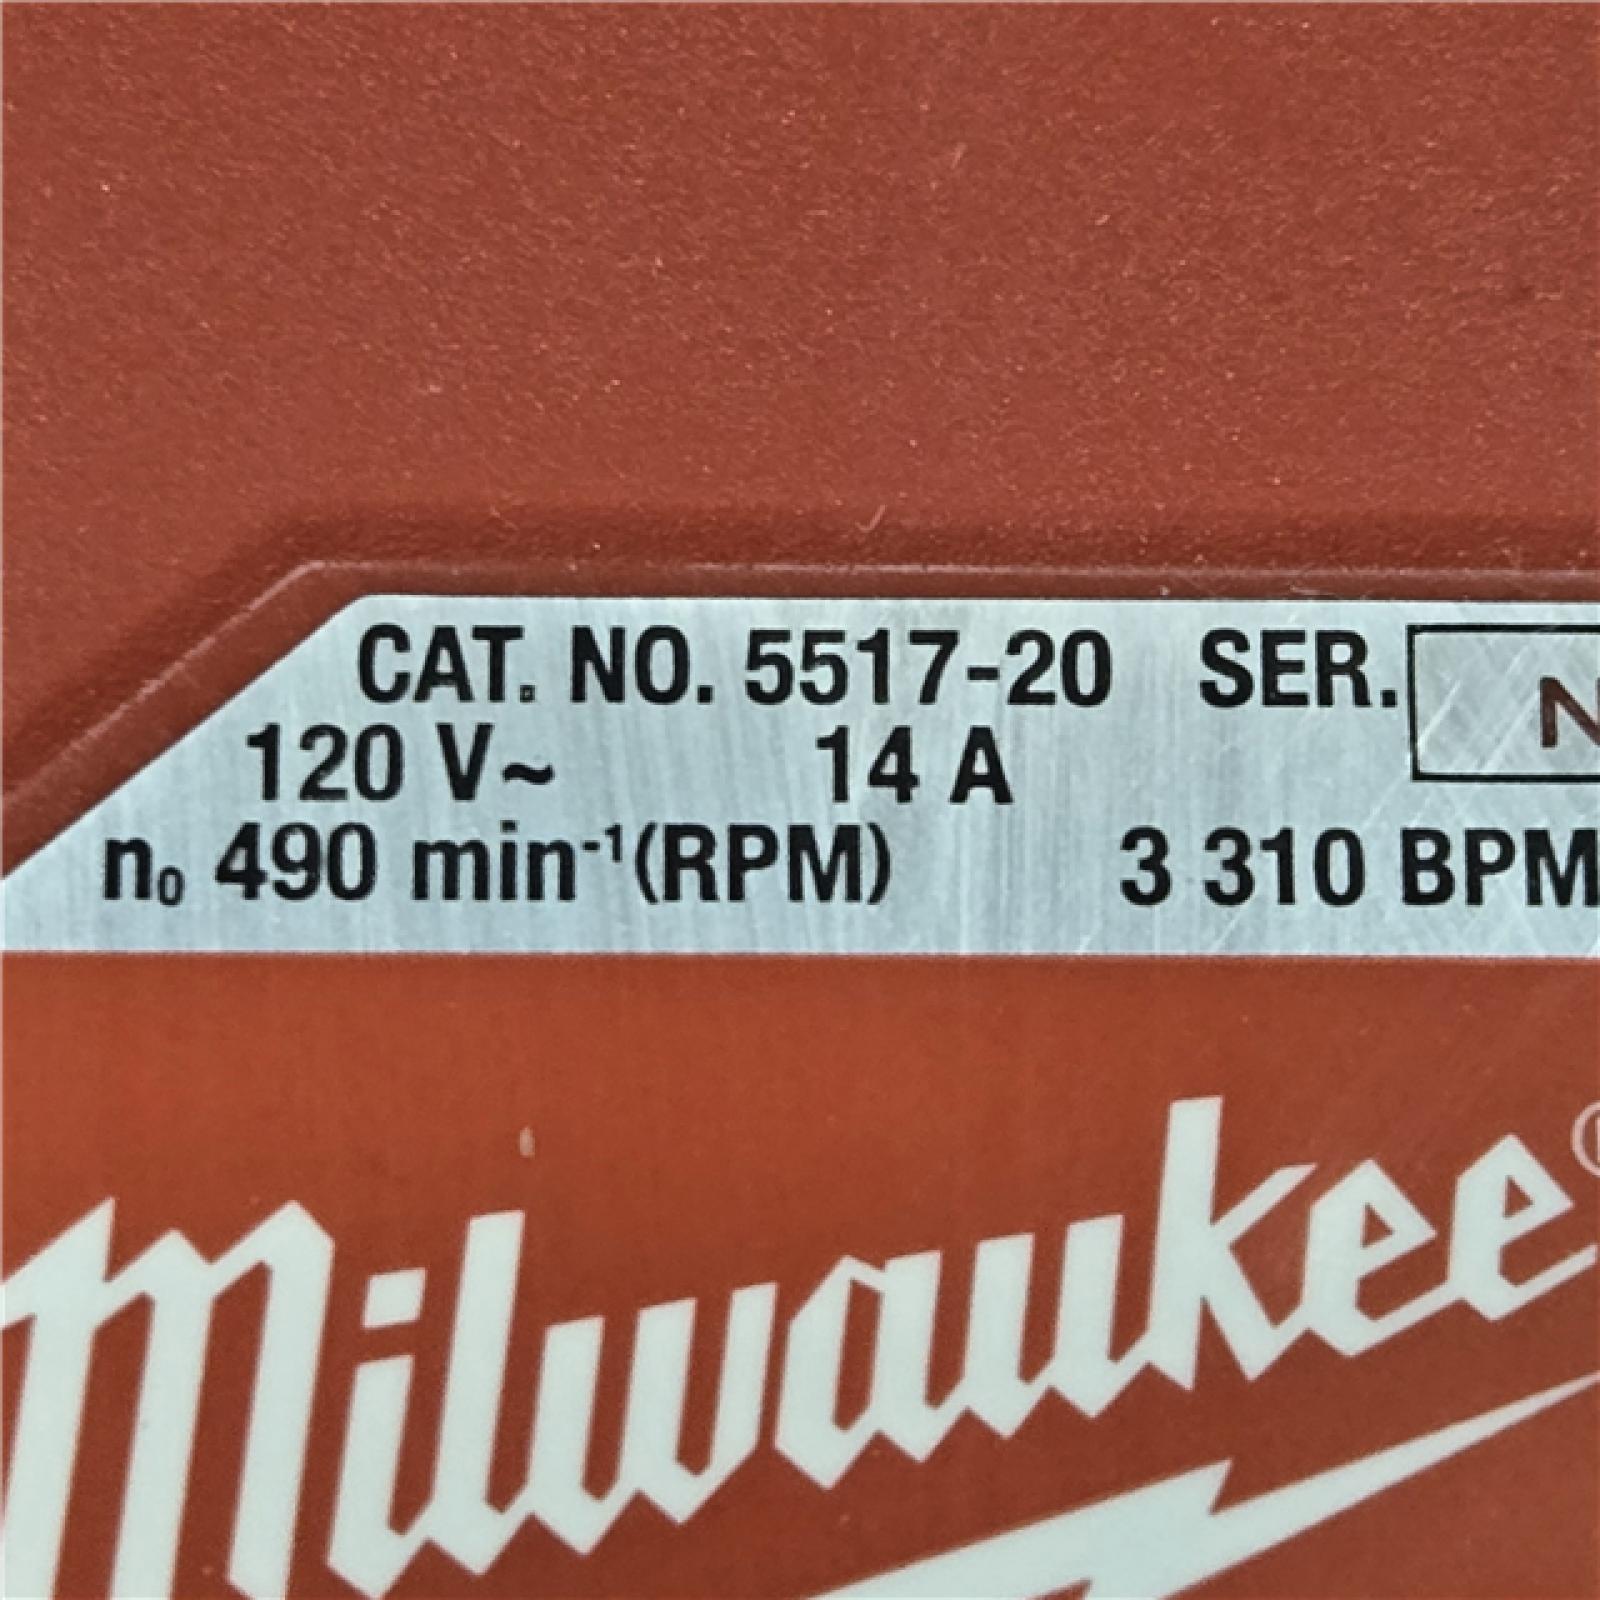 CAT. NO. 5517-20 SER. N
120 V~ 14 A
n₀ 490 min⁻¹(RPM) 3 310 BPM
Milwaukee®